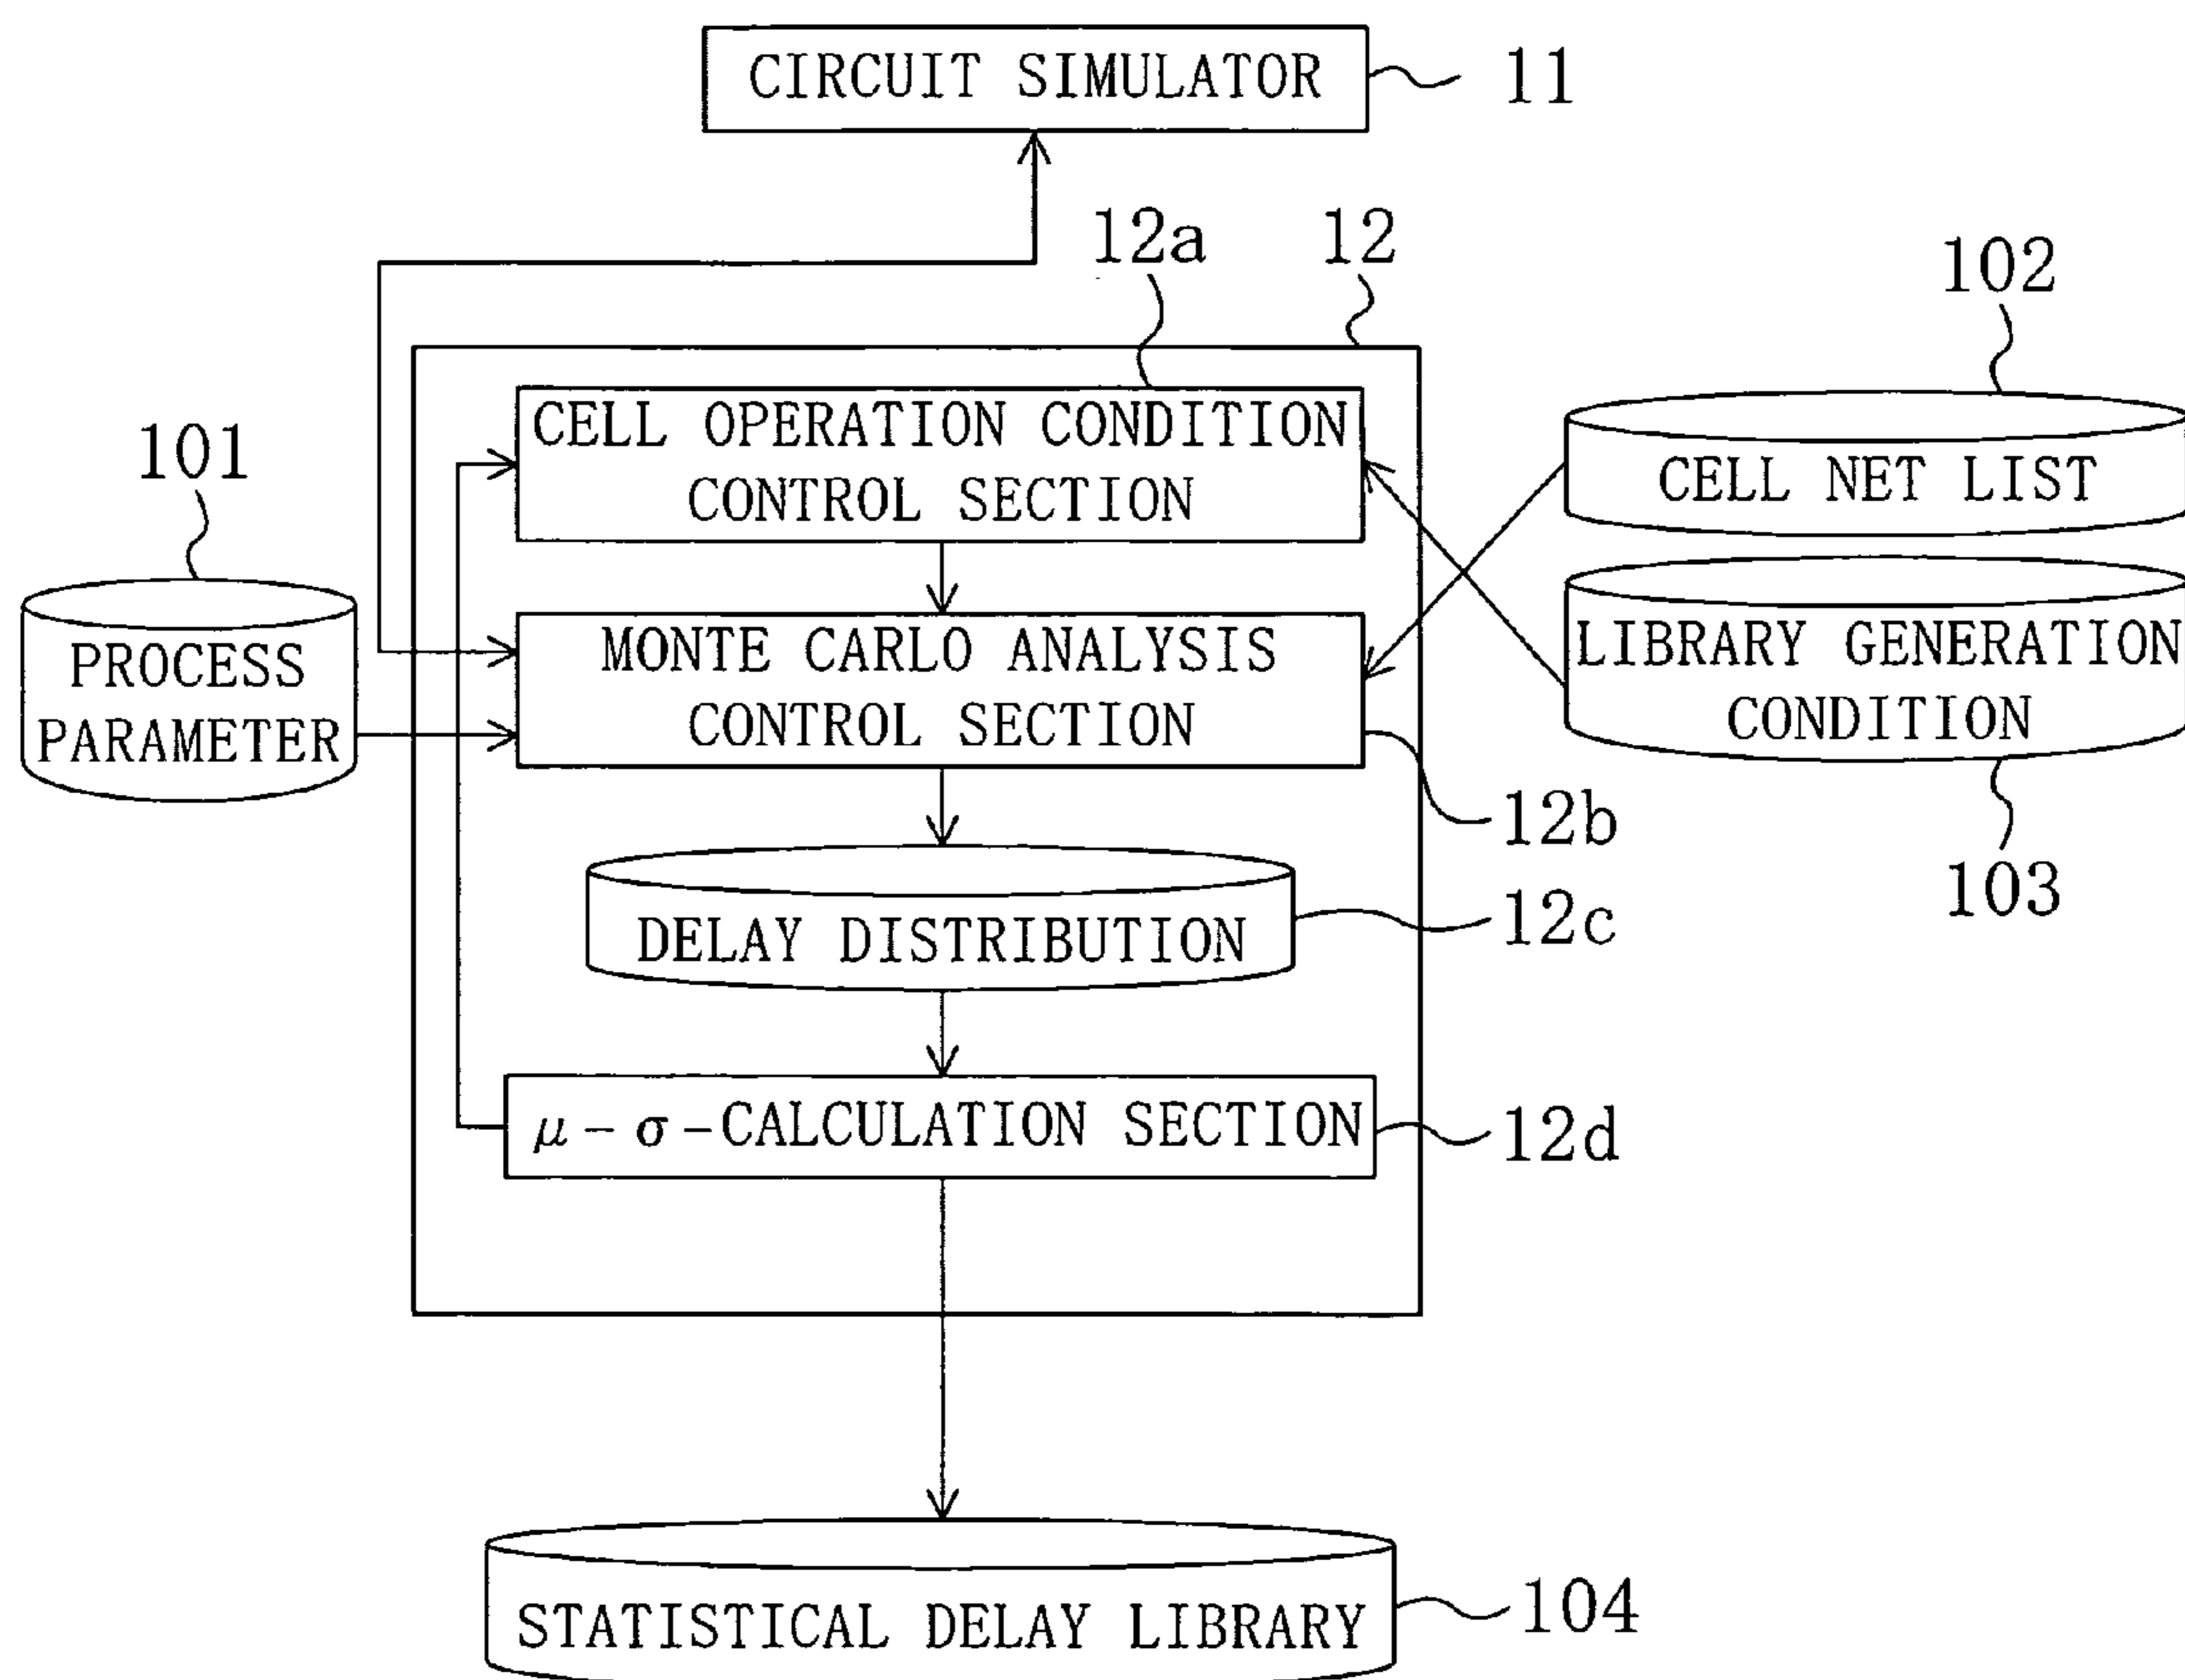 CIRCUIT SIMULATOR
11
12a
12
102
CELL OPERATION CONDITION
CONTROL SECTION
CELL NET LIST
101
PROCESS
PARAMETER
MONTE CARLO ANALYSIS
CONTROL SECTION
LIBRARY GENERATION
CONDITION
12b
103
DELAY DISTRIBUTION
12c
μ-σ-CALCULATION SECTION
12d
STATISTICAL DELAY LIBRARY
104